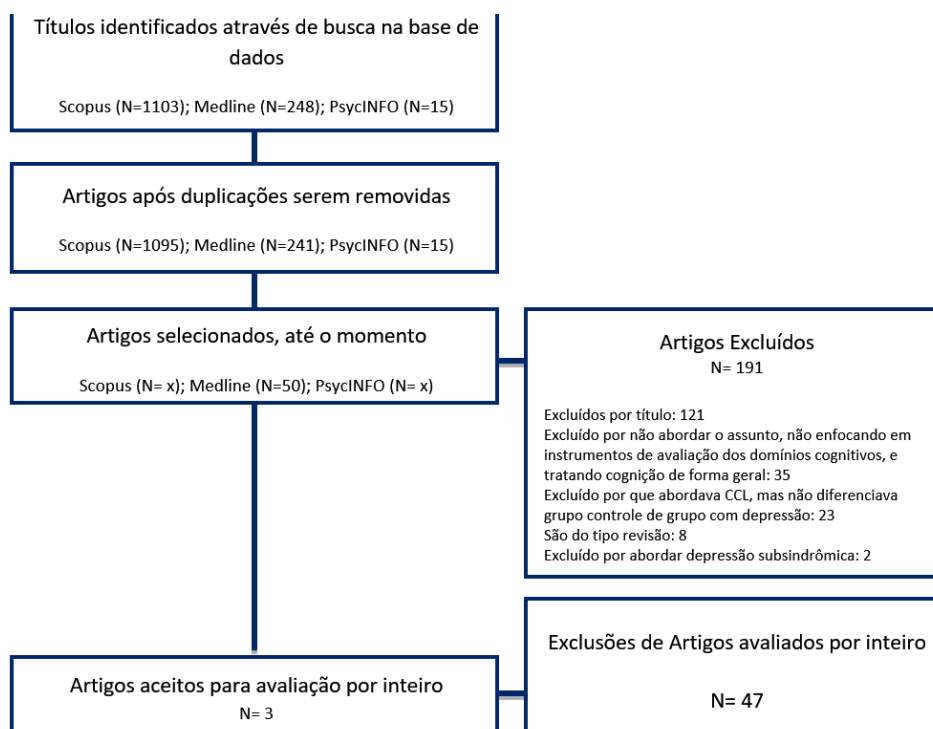 Títulos identificados através de busca na base de
dados
Scopus (N=1103); Medline (N=248); PsycINFO (N=15)
Artigos após duplicações serem removidas
Scopus (N=1095); Medline (N=241); PsycINFO (N=15)
Artigos selecionados, até o momento
Scopus (N= x); Medline (N=50); PsycINFO (N= x)
Artigos Excluídos
N= 191
Excluídos por título: 121
Excluído por não abordar o assunto, não enfocando em
instrumentos de avaliação dos domínios cognitivos, e
tratando cognição de forma geral: 35
Excluído por que abordava CCL, mas não diferenciava
grupo controle de grupo com depressão: 23
São do tipo revisão: 8
Excluído por abordar depressão subsindrômica: 2
Artigos aceitos para avaliação por inteiro
N= 3
Exclusões de Artigos avaliados por inteiro
N= 47